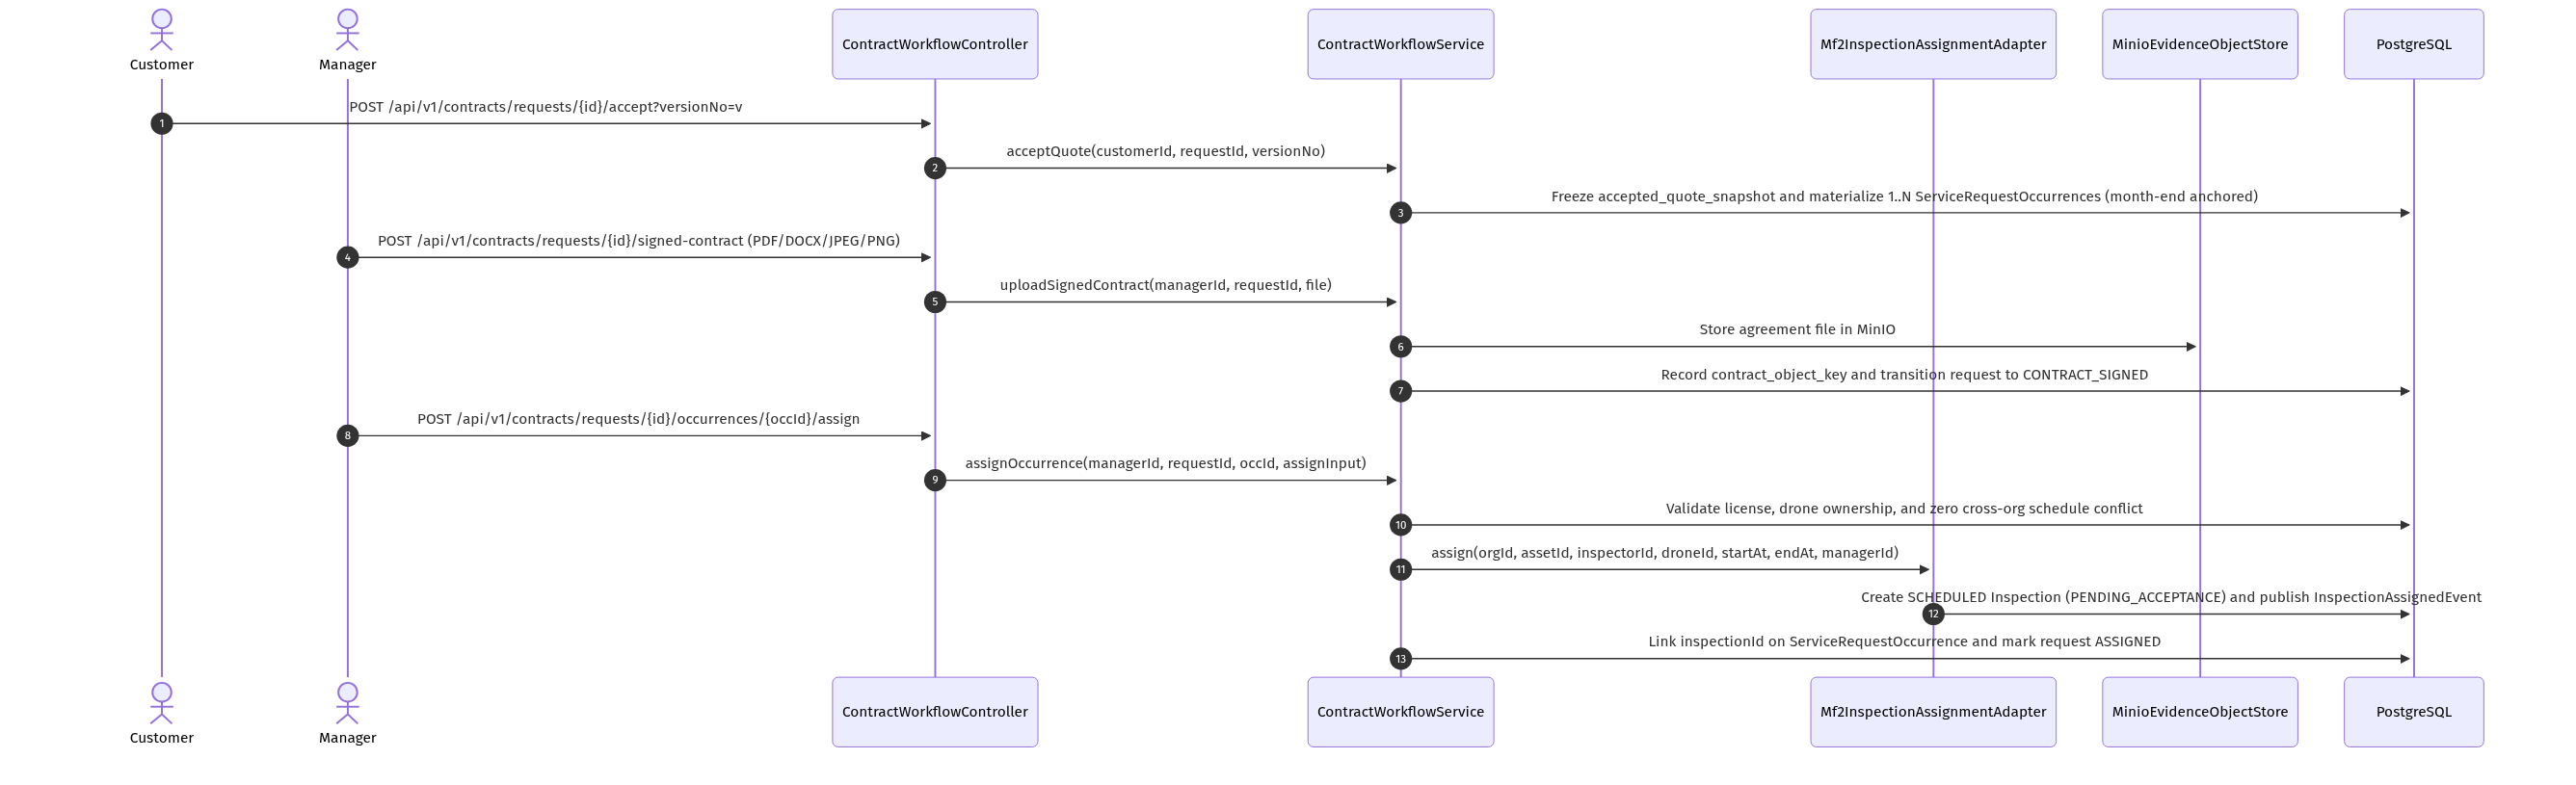 Customer
Manager
ContractWorkflowController
ContractWorkflowService
Mf2InspectionAssignmentAdapter
MinioEvidenceObjectStore
PostgreSQL
POST /api/v1/contracts/requests/{id}/accept?versionNo=v
1
acceptQuote(customerId, requestId, versionNo)
2
Freeze accepted_quote_snapshot and materialize 1..N ServiceRequestOccurrences (month-end anchored)
3
POST /api/v1/contracts/requests/{id}/signed-contract (PDF/DOCX/JPEG/PNG)
4
uploadSignedContract(managerId, requestId, file)
5
Store agreement file in MinIO
6
Record contract_object_key and transition request to CONTRACT_SIGNED
7
POST /api/v1/contracts/requests/{id}/occurrences/{occId}/assign
8
assignOccurrence(managerId, requestId, occId, assignInput)
9
Validate license, drone ownership, and zero cross-org schedule conflict
10
assign(orgId, assetId, inspectorId, droneId, startAt, endAt, managerId)
11
Create SCHEDULED Inspection (PENDING_ACCEPTANCE) and publish InspectionAssignedEvent
12
Link inspectionId on ServiceRequestOccurrence and mark request ASSIGNED
13
Customer
Manager
ContractWorkflowController
ContractWorkflowService
Mf2InspectionAssignmentAdapter
MinioEvidenceObjectStore
PostgreSQL